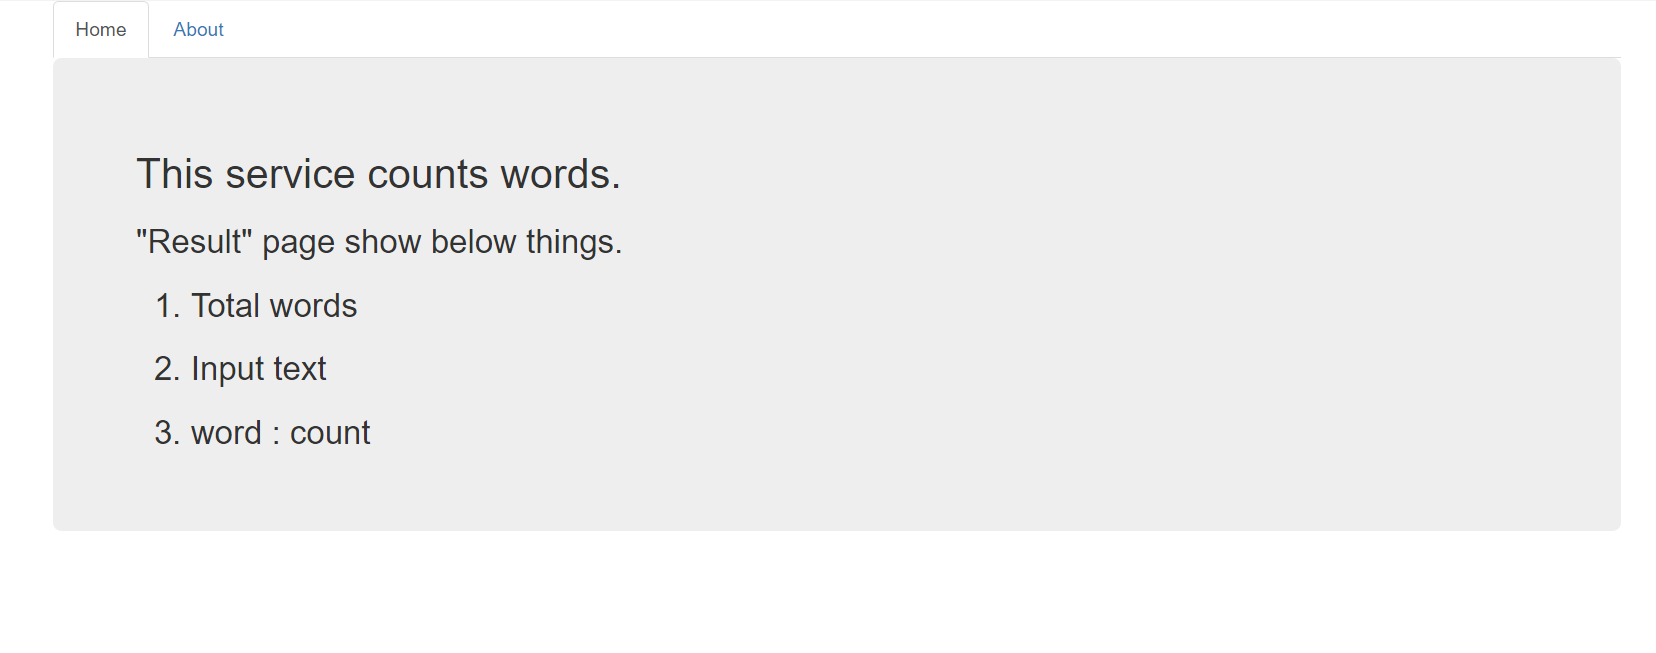 Home About
This service counts words.
"Result" page show below things.
1. Total words
2. Input text
3. word : count